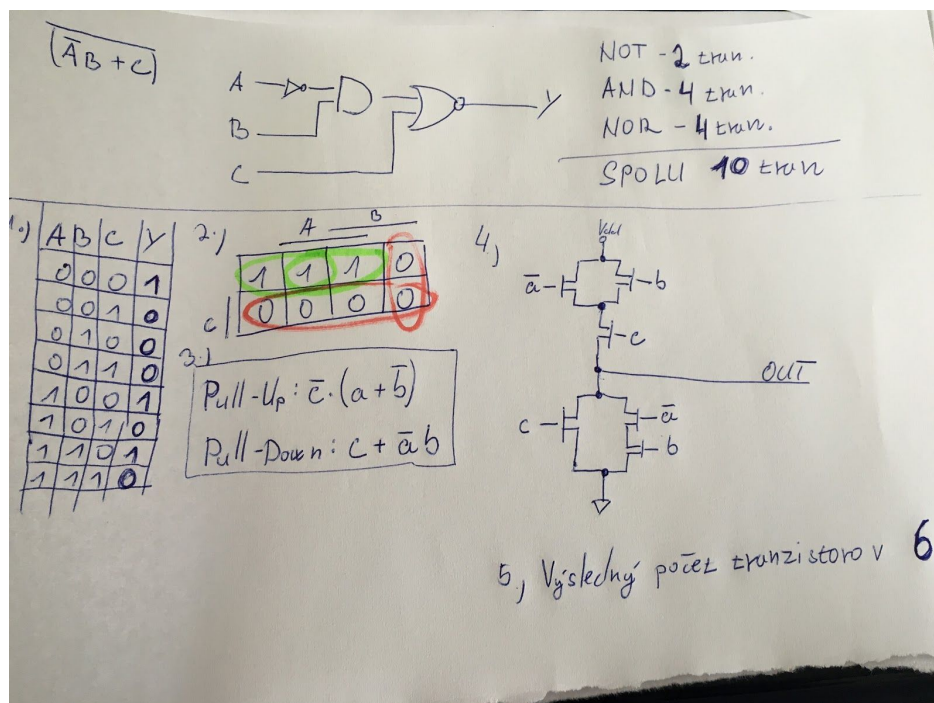 (A̅B + C)̅
NOT - 2 tran.
AND - 4 tran.
NOR - 4 tran.
SPOLU 10 tran
A
B
C
Y
1.)
A B C Y
0 0 0 1
0 0 1 0
0 1 0 0
0 1 1 0
1 0 0 1
1 0 1 0
1 1 0 1
1 1 1 0
2.)
A B
1 1 1 0
C 0 0 0 0
3.)
Pull-Up: c̅·(a+b̅)
Pull-Down: c + a̅b
4,
Vdd
a̅ b
c
OUT
c a̅
b
5, Výsledný počet tranzistorov 6